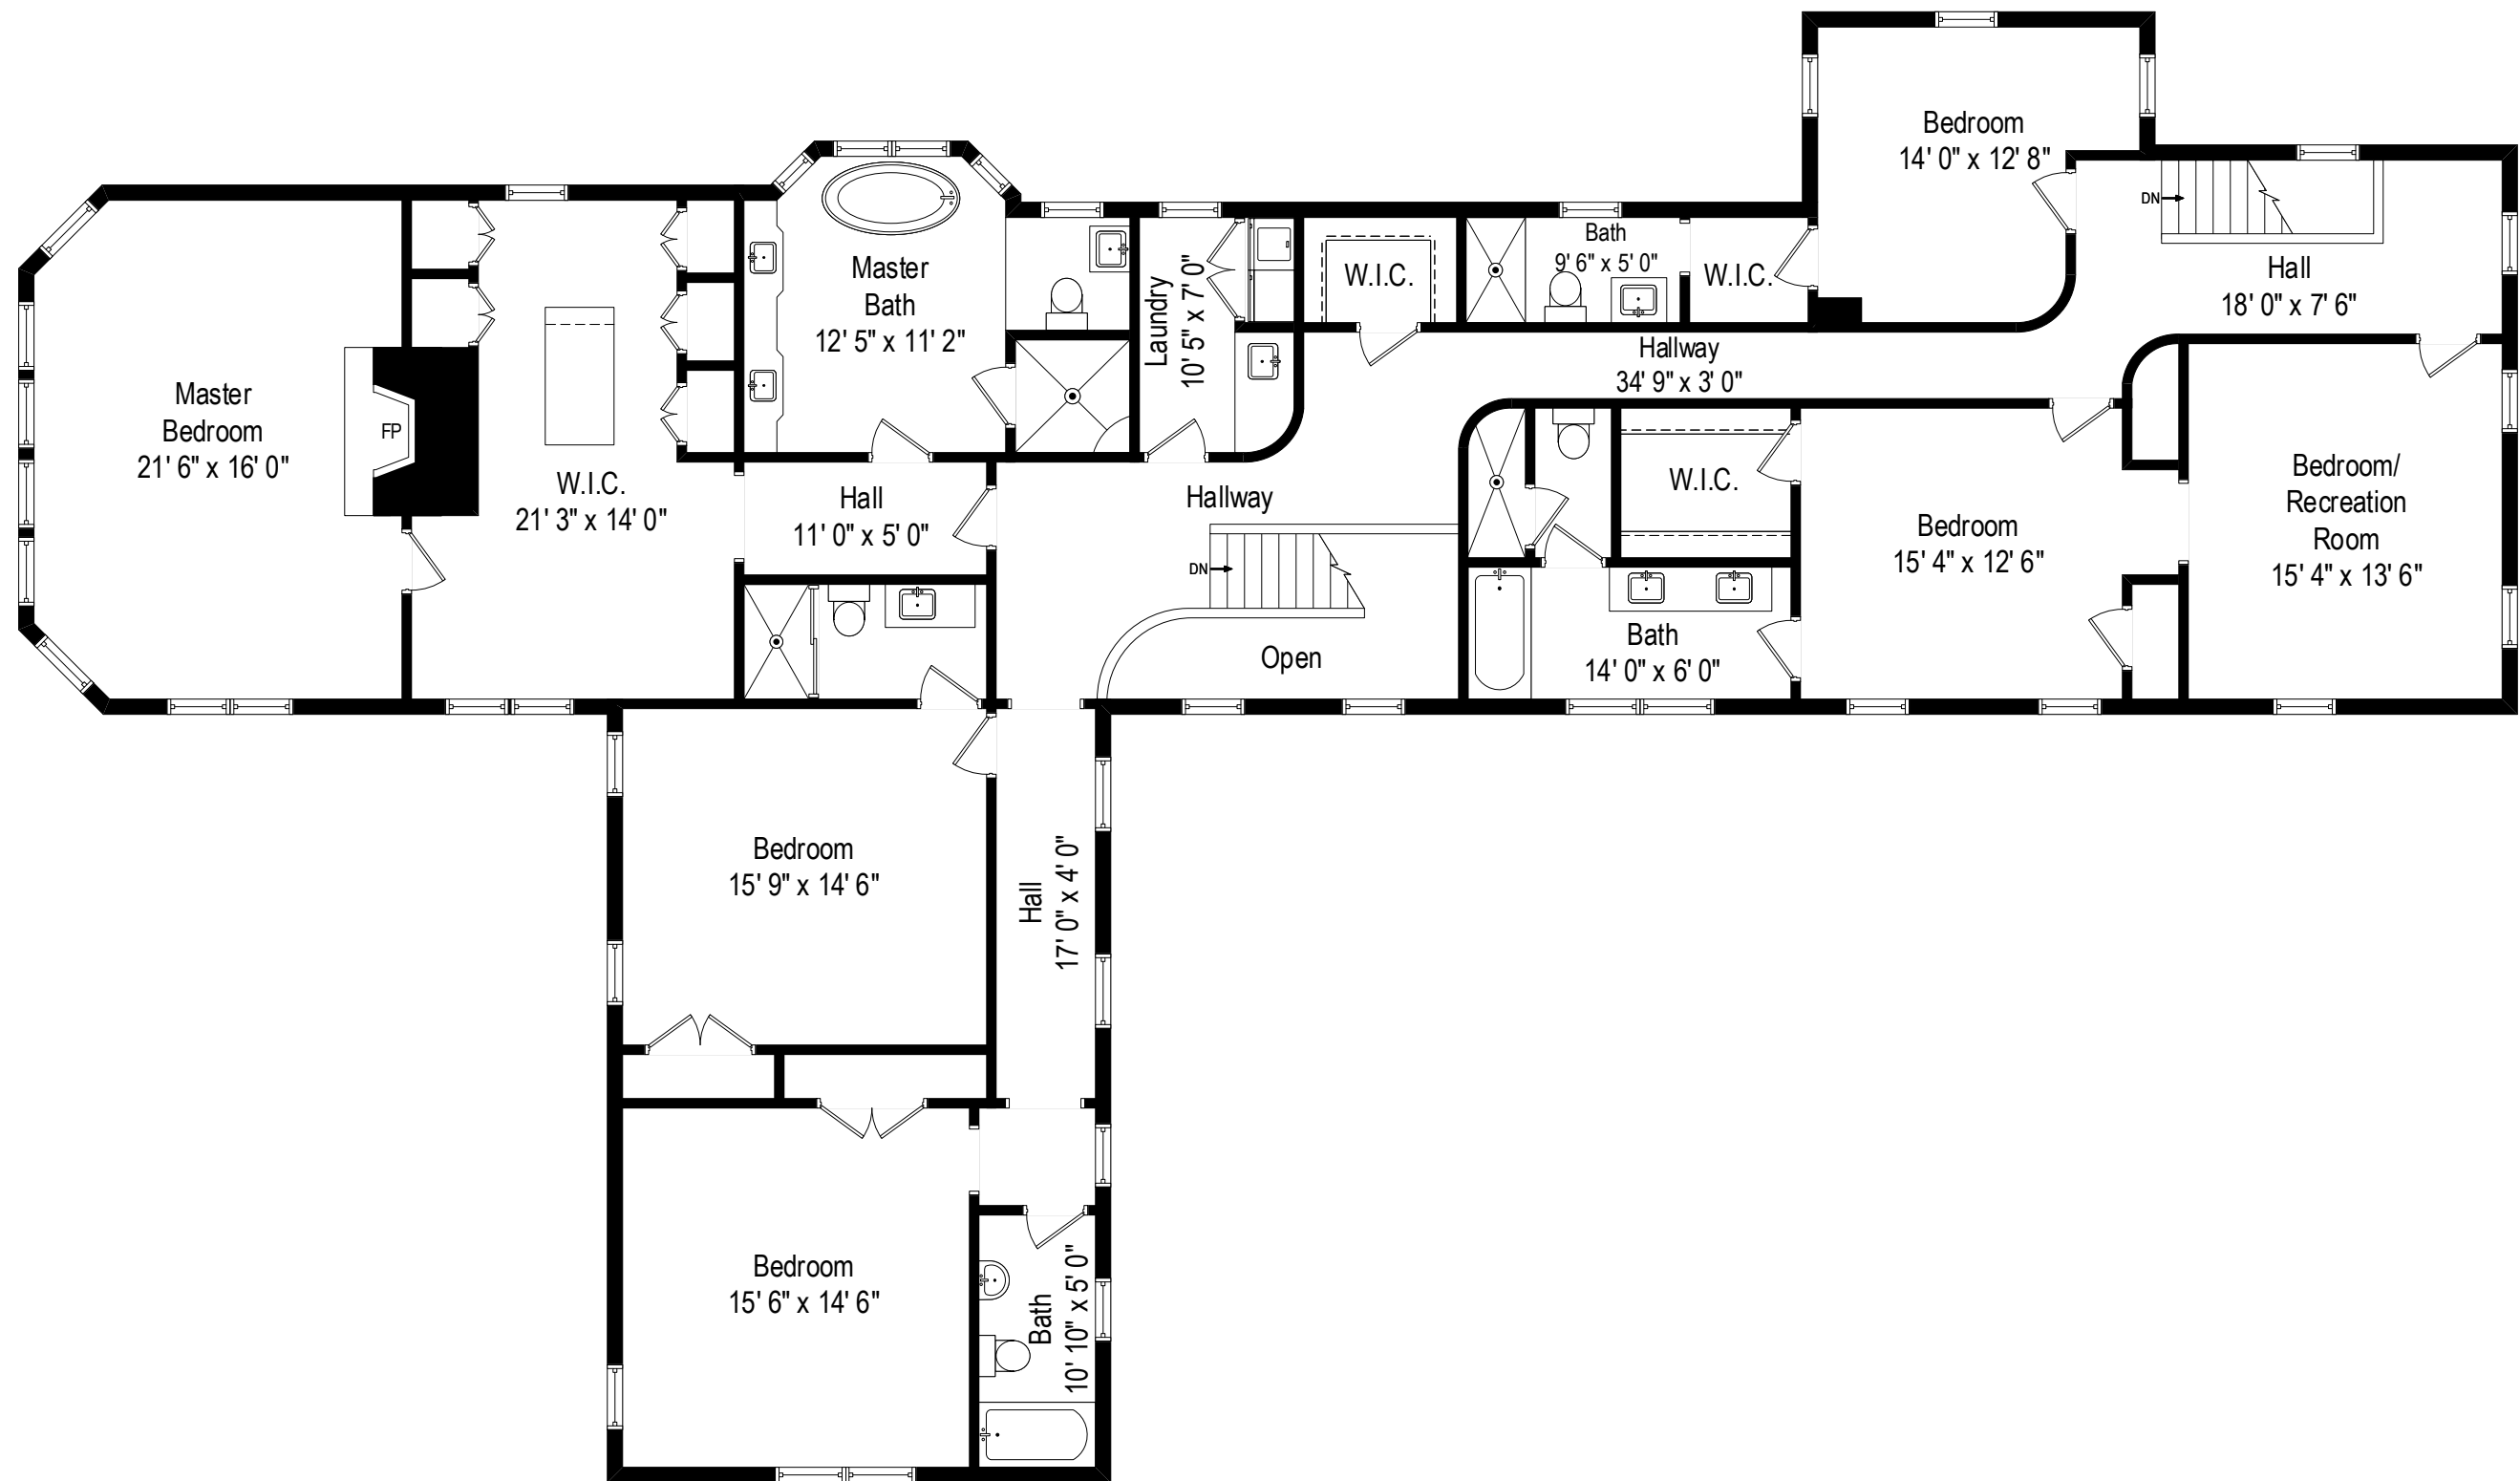 Bedroom
14' 0" x 12' 8"
DN
Hall
18' 0" x 7' 6"
Bath
9' 6" x 5' 0"
W.I.C.
W.I.C.
Laundry
10' 5" x 7' 0"
Master
Bath
12' 5" x 11' 2"
Hallway
34' 9" x 3' 0"
Master
Bedroom
21' 6" x 16' 0"
FP
W.I.C.
21' 3" x 14' 0"
Hall
11' 0" x 5' 0"
Hallway
DN
Open
W.I.C.
Bath
14' 0" x 6' 0"
Bedroom
15' 4" x 12' 6"
Bedroom/
Recreation
Room
15' 4" x 13' 6"
Bedroom
15' 9" x 14' 6"
Hall
17' 0" x 4' 0"
Bedroom
15' 6" x 14' 6"
Bath
10' 10" x 5' 0"